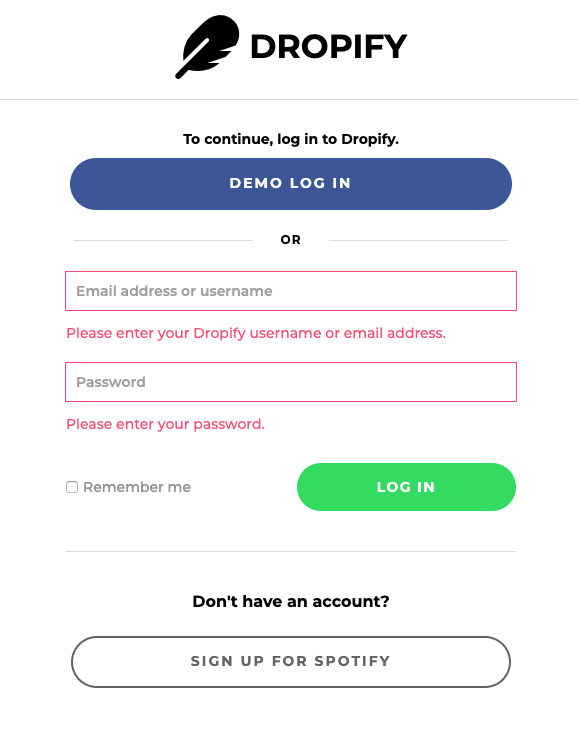 DROPIFY
To continue, log in to Dropify.
DEMO LOG IN
OR
Email address or username
Please enter your Dropify username or email address.
Password
Please enter your password.
Remember me
LOG IN
Don't have an account?
SIGN UP FOR SPOTIFY